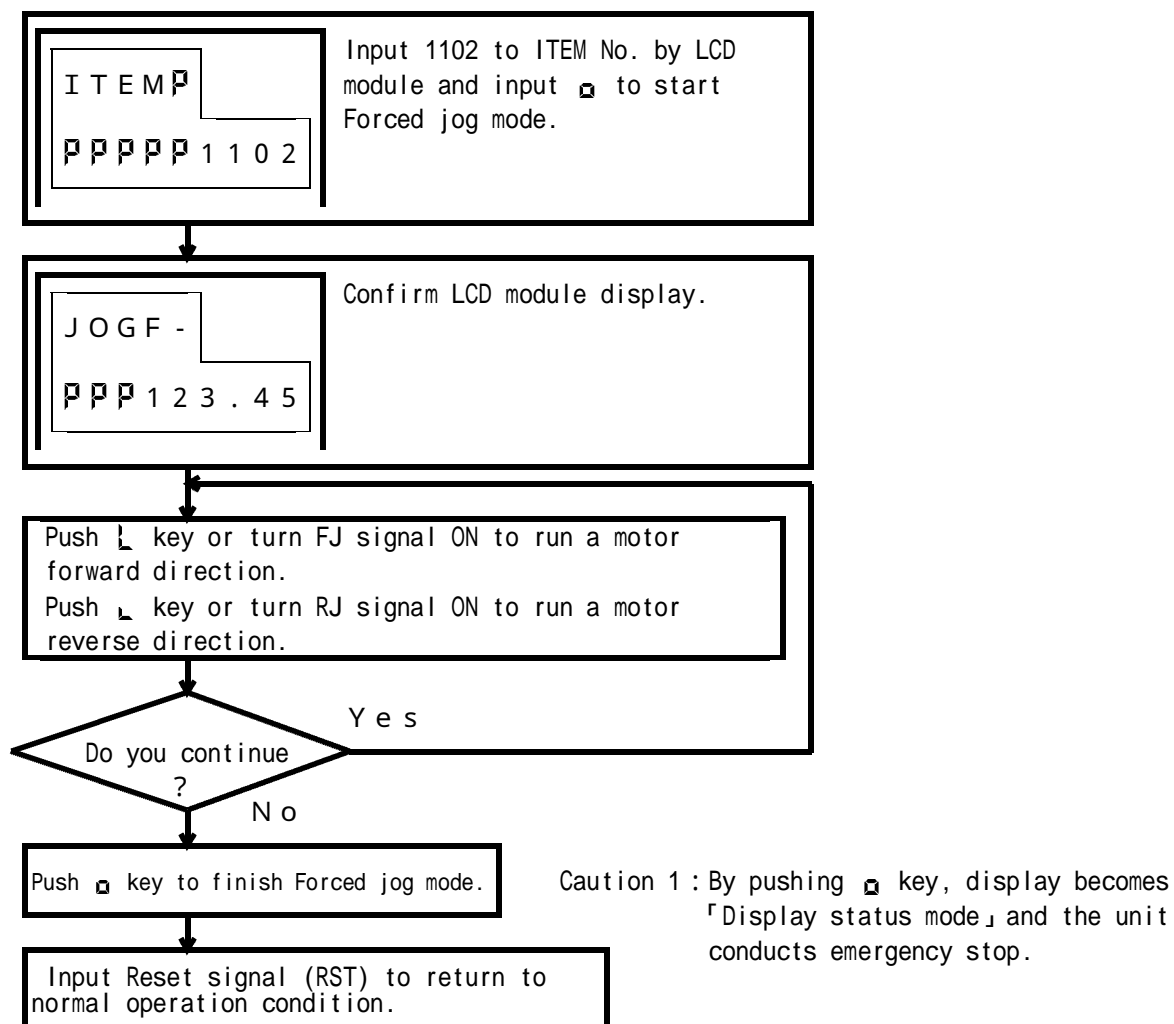 Input 1102 to ITEM No. by LCD
module and input to start
Forced jog mode.
ITEM
1102
Confirm LCD module display.
JOGF-
123.45
Push key or turn FJ signal ON to run a motor
forward direction.
Push key or turn RJ signal ON to run a motor
reverse direction.
Do you continue
?
Yes
No
Push key to finish Forced jog mode.
Caution 1：By pushing key, display becomes
｢Display status mode｣ and the unit
conducts emergency stop.
Input Reset signal (RST) to return to
normal operation condition.